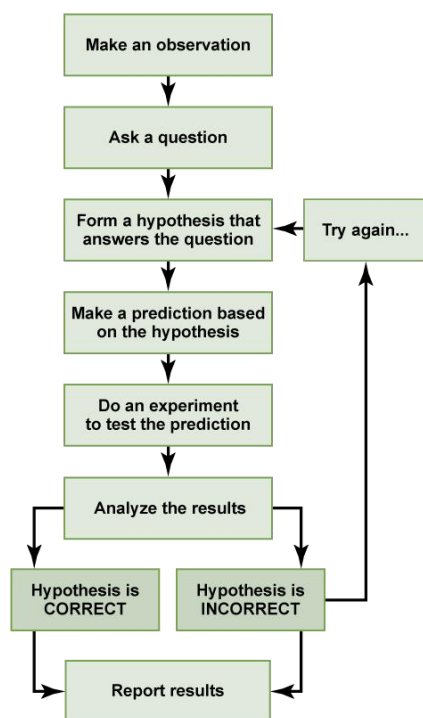 Make an observation
Ask a question
Form a hypothesis that
answers the question
Try again...
Make a prediction based
on the hypothesis
Do an experiment
to test the prediction
Analyze the results
Hypothesis is
CORRECT
Hypothesis is
INCORRECT
Report results